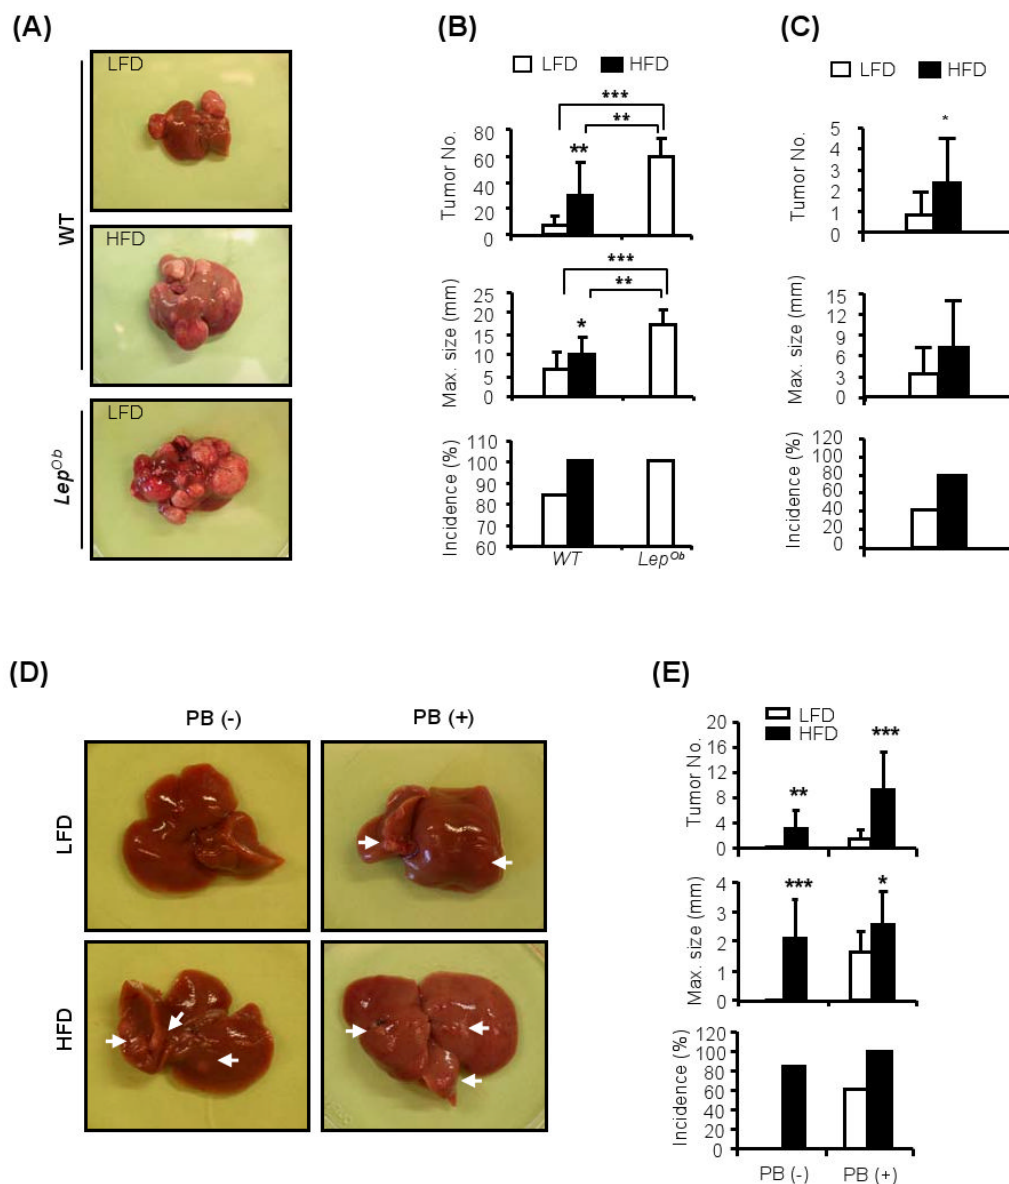 (A)
LFD
WT
HFD
LFD
Lep^Ob
(B)
LFD HFD
***
**
**
Tumor No.
80
60
40
20
0
***
**
*
Max. size (mm)
25
20
15
10
5
0
Incidence (%)
110
100
90
80
70
60
WT Lep^Ob
(C)
LFD HFD
*
Tumor No.
5
4
3
2
1
0
Max. size (mm)
15
12
9
6
3
0
Incidence (%)
120
100
80
60
40
20
0
(D)
PB (-) PB (+)
LFD
HFD
(E)
LFD
HFD
***
**
Tumor No.
20
16
12
8
4
0
***
*
Max. size (mm)
4
3
2
1
0
Incidence (%)
120
100
80
60
40
20
0
PB (-) PB (+)